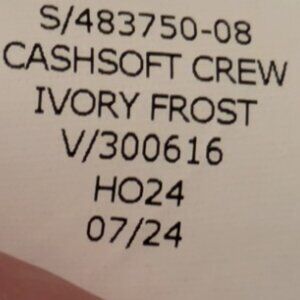 S/483750-08
CASHSOFT CREW
IVORY FROST
V/300616
HO24
07/24